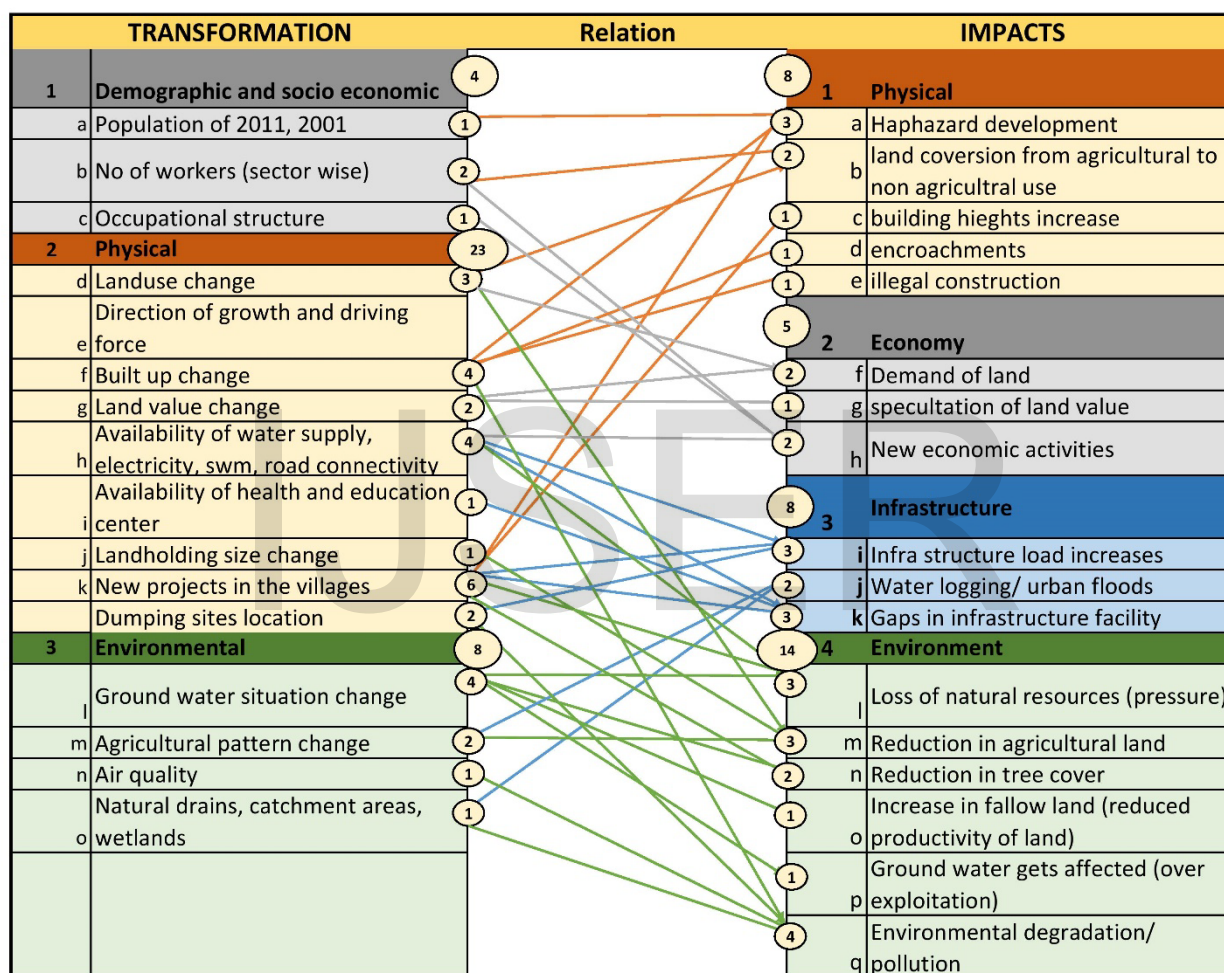 TRANSFORMATION Relation IMPACTS
1 Demographic and socio economic 4
a Population of 2011, 2001 1
b No of workers (sector wise) 2
c Occupational structure 1
2 Physical 23
d Landuse change 3
Direction of growth and driving
e force
f Built up change 4
g Land value change 2
Availability of water supply,
h electricity, swm, road connectivity 4
Availability of health and education
i center 1
j Landholding size change 1
k New projects in the villages 6
Dumping sites location 2
3 Environmental 8
l Ground water situation change 4
m Agricultural pattern change 2
n Air quality 1
Natural drains, catchment areas,
o wetlands 1
8 1 Physical
3 a Haphazard development
2 land coversion from agricultural to
b non agricultral use
1 c building hieghts increase
1 d encroachments
1 e illegal construction
5 2 Economy
2 f Demand of land
1 g specultation of land value
2 h New economic activities
8 3 Infrastructure
3 i Infra structure load increases
2 j Water logging/ urban floods
3 k Gaps in infrastructure facility
14 4 Environment
3 l Loss of natural resources (pressure)
3 m Reduction in agricultural land
2 n Reduction in tree cover
1 Increase in fallow land (reduced
o productivity of land)
1 Ground water gets affected (over
p exploitation)
4 Environmental degradation/
q pollution
IJSER